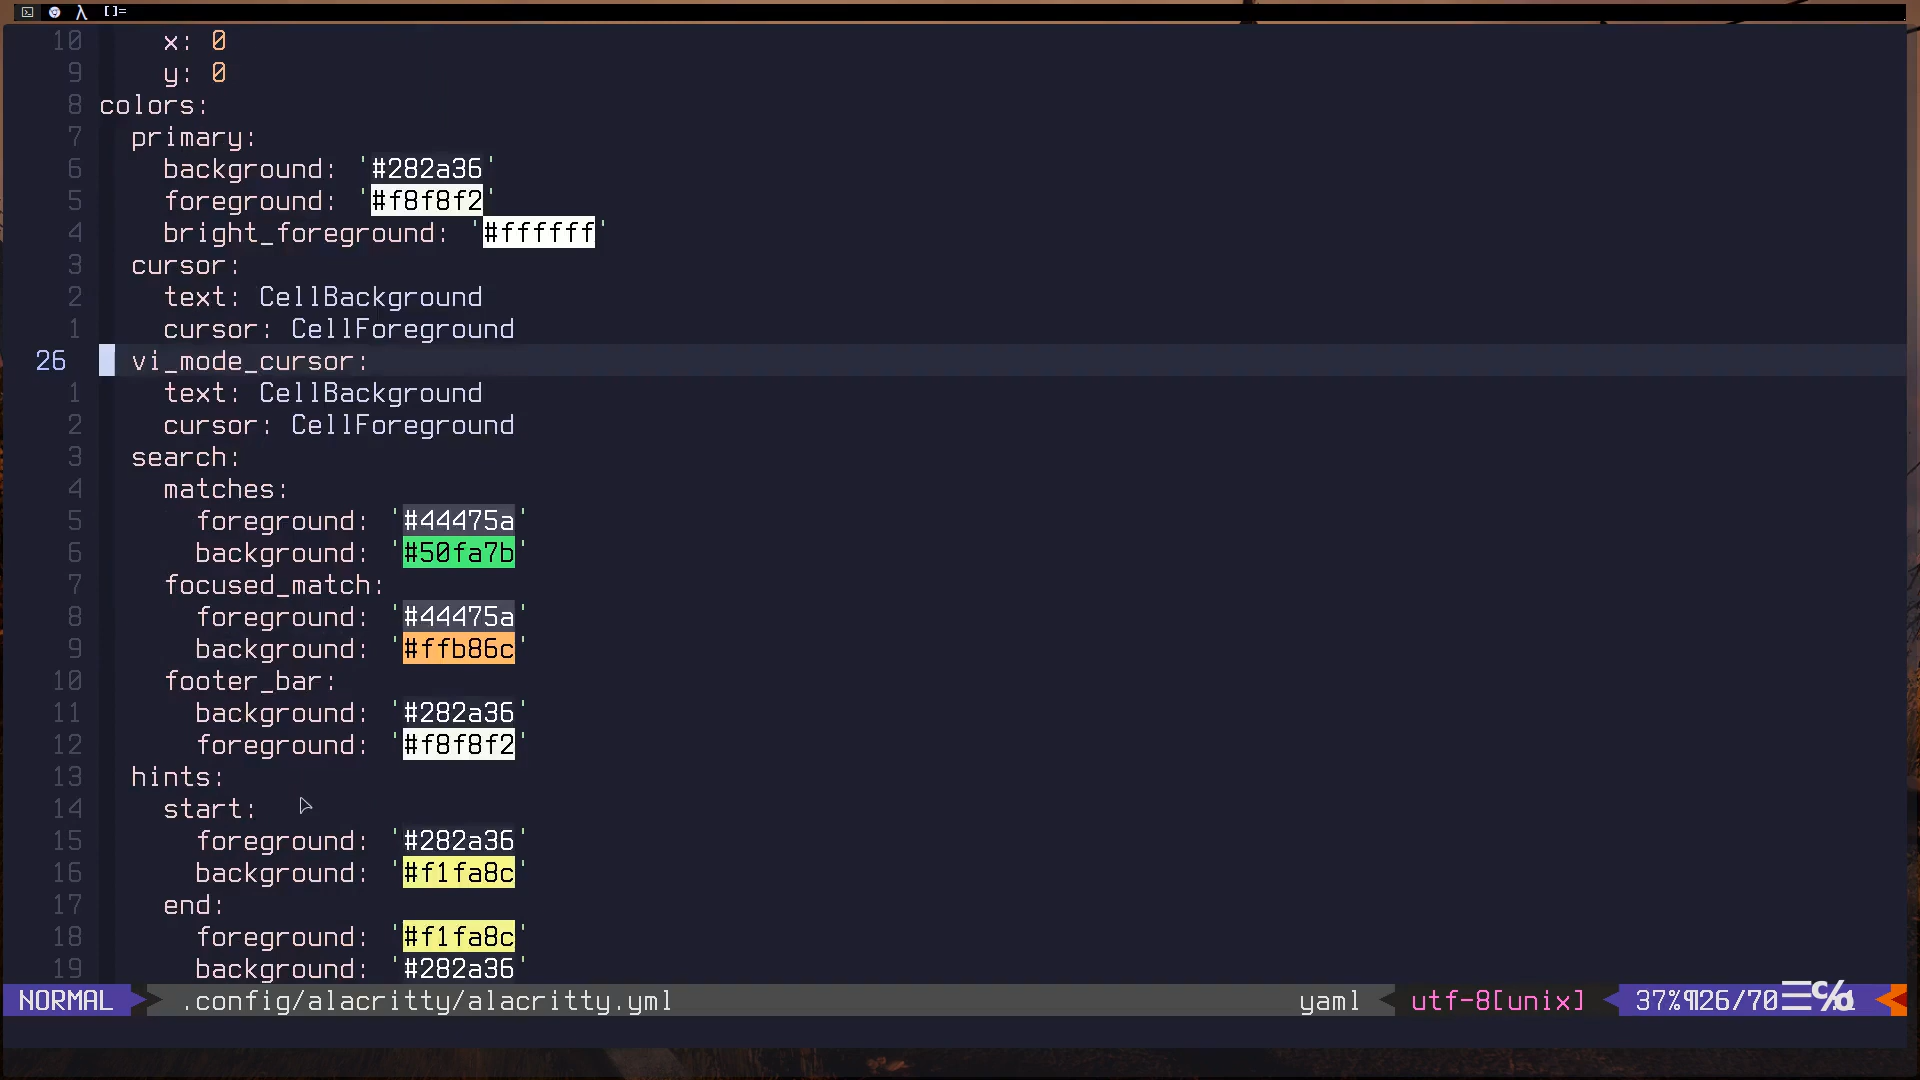 λ []=
10 x: 0
9 y: 0
8 colors:
7 primary:
6 background: '#282a36'
5 foreground: '#f8f8f2'
4 bright_foreground: '#ffffff'
3 cursor:
2 text: CellBackground
1 cursor: CellForeground
26 vi_mode_cursor:
1 text: CellBackground
2 cursor: CellForeground
3 search:
4 matches:
5 foreground: '#44475a'
6 background: '#50fa7b'
7 focused_match:
8 foreground: '#44475a'
9 background: '#ffb86c'
10 footer_bar:
11 background: '#282a36'
12 foreground: '#f8f8f2'
13 hints:
14 start:
15 foreground: '#282a36'
16 background: '#f1fa8c'
17 end:
18 foreground: '#f1fa8c'
19 background: '#282a36'
NORMAL .config/alacritty/alacritty.yml yaml utf-8[unix] 37%¶26/70☰℅:1